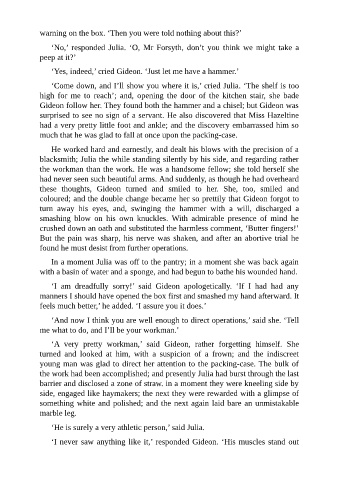 warning on the box. ‘Then you were told nothing about this?’
‘No,’ responded Julia. ‘O, Mr Forsyth, don’t you think we might take a
peep at it?’
‘Yes, indeed,’ cried Gideon. ‘Just let me have a hammer.’
‘Come down, and I’ll show you where it is,’ cried Julia. ‘The shelf is too
high for me to reach’; and, opening the door of the kitchen stair, she bade
Gideon follow her. They found both the hammer and a chisel; but Gideon was
surprised to see no sign of a servant. He also discovered that Miss Hazeltine
had a very pretty little foot and ankle; and the discovery embarrassed him so
much that he was glad to fall at once upon the packing-case.
He worked hard and earnestly, and dealt his blows with the precision of a
blacksmith; Julia the while standing silently by his side, and regarding rather
the workman than the work. He was a handsome fellow; she told herself she
had never seen such beautiful arms. And suddenly, as though he had overheard
these thoughts, Gideon turned and smiled to her. She, too, smiled and
coloured; and the double change became her so prettily that Gideon forgot to
turn away his eyes, and, swinging the hammer with a will, discharged a
smashing blow on his own knuckles. With admirable presence of mind he
crushed down an oath and substituted the harmless comment, ‘Butter fingers!’
But the pain was sharp, his nerve was shaken, and after an abortive trial he
found he must desist from further operations.
In a moment Julia was off to the pantry; in a moment she was back again
with a basin of water and a sponge, and had begun to bathe his wounded hand.
‘I am dreadfully sorry!’ said Gideon apologetically. ‘If I had had any
manners I should have opened the box first and smashed my hand afterward. It
feels much better,’ he added. ‘I assure you it does.’
‘And now I think you are well enough to direct operations,’ said she. ‘Tell
me what to do, and I’ll be your workman.’
‘A very pretty workman,’ said Gideon, rather forgetting himself. She
turned and looked at him, with a suspicion of a frown; and the indiscreet
young man was glad to direct her attention to the packing-case. The bulk of
the work had been accomplished; and presently Julia had burst through the last
barrier and disclosed a zone of straw. in a moment they were kneeling side by
side, engaged like haymakers; the next they were rewarded with a glimpse of
something white and polished; and the next again laid bare an unmistakable
marble leg.
‘He is surely a very athletic person,’ said Julia.
‘I never saw anything like it,’ responded Gideon. ‘His muscles stand out